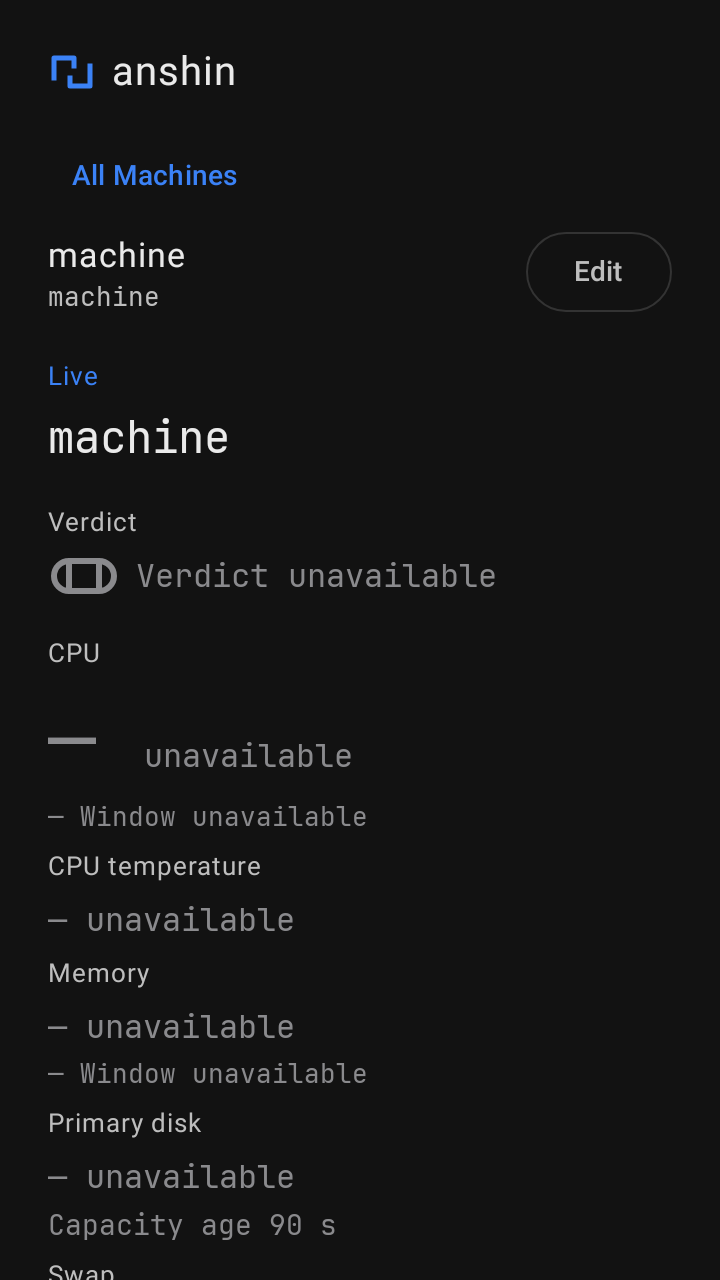 anshin
All Machines
machine
machine
Edit
Live
machine
Verdict
Verdict unavailable
CPU
— unavailable
— Window unavailable
CPU temperature
— unavailable
Memory
— unavailable
— Window unavailable
Primary disk
— unavailable
Capacity age 90 s
Swap